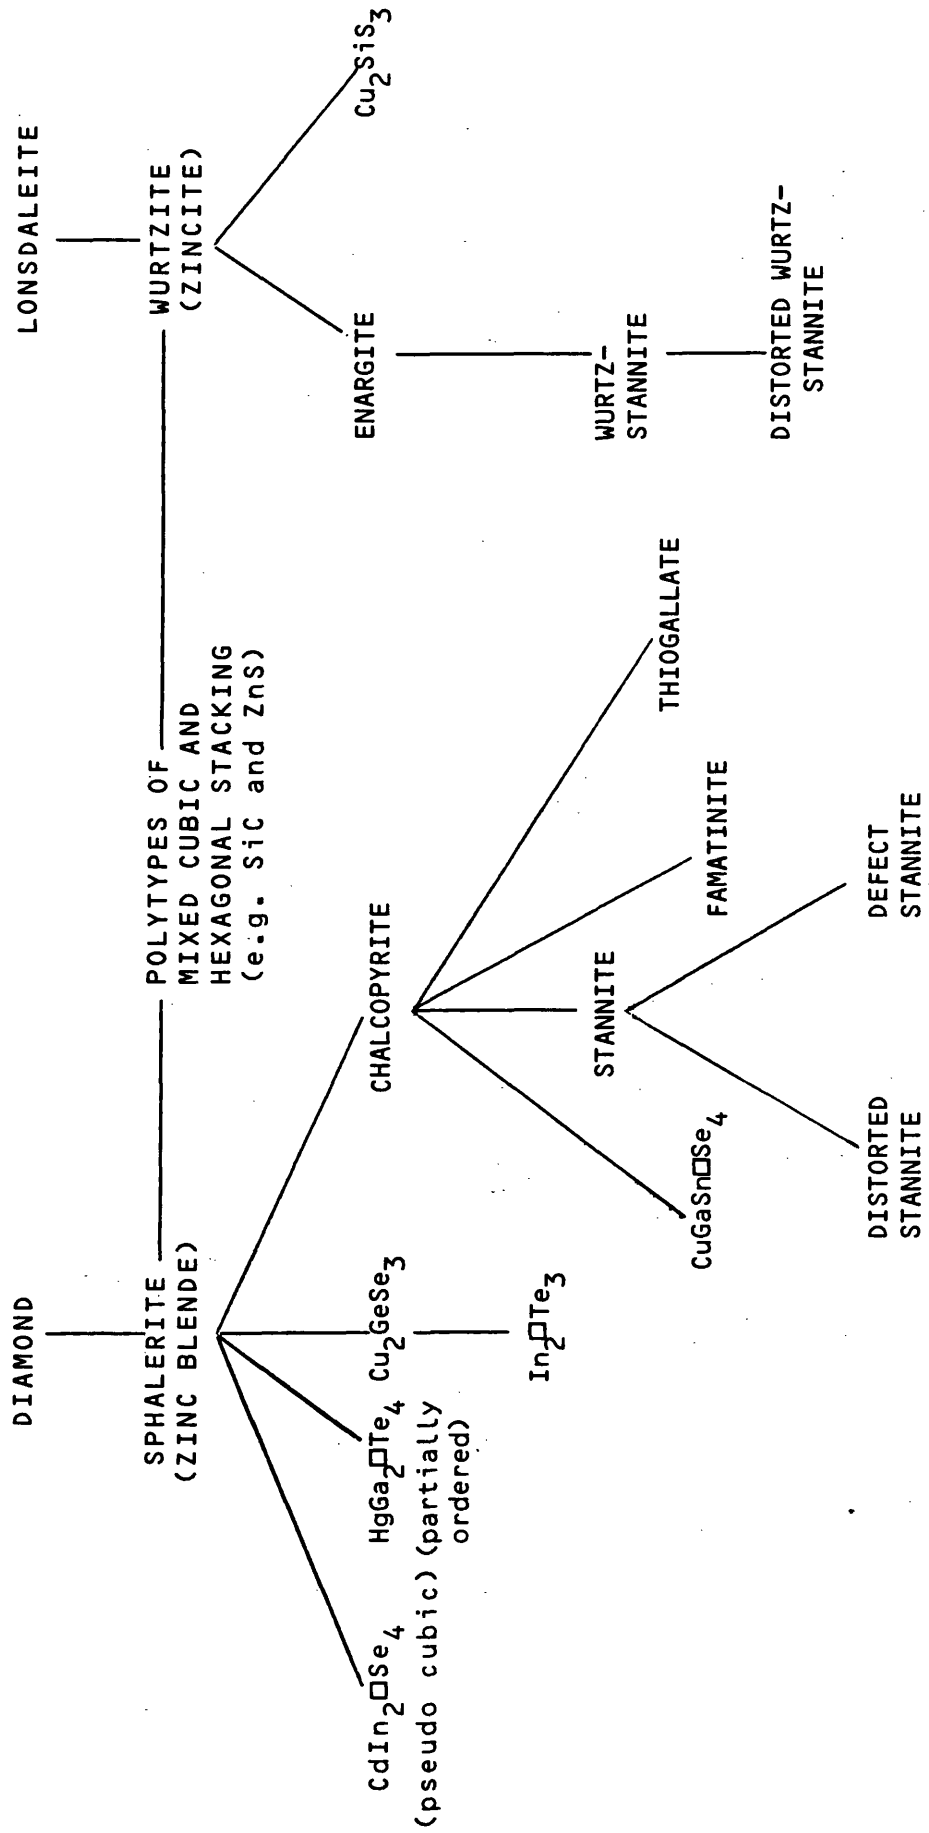 DIAMOND
LONSDALEITE
SPHALERITE
(ZINC BLENDE)
POLYTYPES OF
MIXED CUBIC AND
HEXAGONAL STACKING
(e.g. SiC and ZnS)
WURTZITE
(ZINCITE)
CdIn₂□Se₄
(pseudo cubic)
HgGa₂□Te₄
(partially
ordered)
Cu₂GeSe₃
CHALCOPYRITE
ENARGITE
Cu₂SiS₃
In₂□Te₃
STANNITE
WURTZ-
STANNITE
CuGaSn□Se₄
FAMATINITE
THIOGALLATE
DISTORTED WURTZ-
STANNITE
DISTORTED
STANNITE
DEFECT
STANNITE